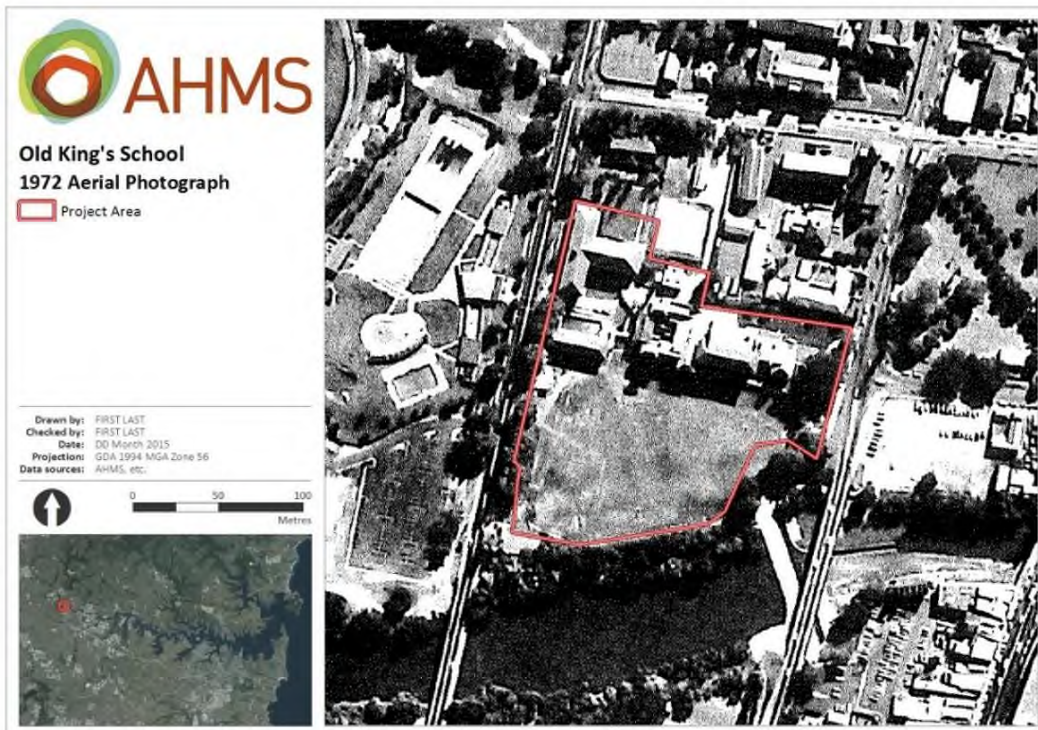 AHMS
Old King's School
1972 Aerial Photograph
Project Area
Drawn by: FIRST LAST
Checked by: FIRST LAST
Date: DD Month 2015
Projection: GDA 1994 MGA Zone 56
Data sources: AHMS, etc.
0 50 100
Metres